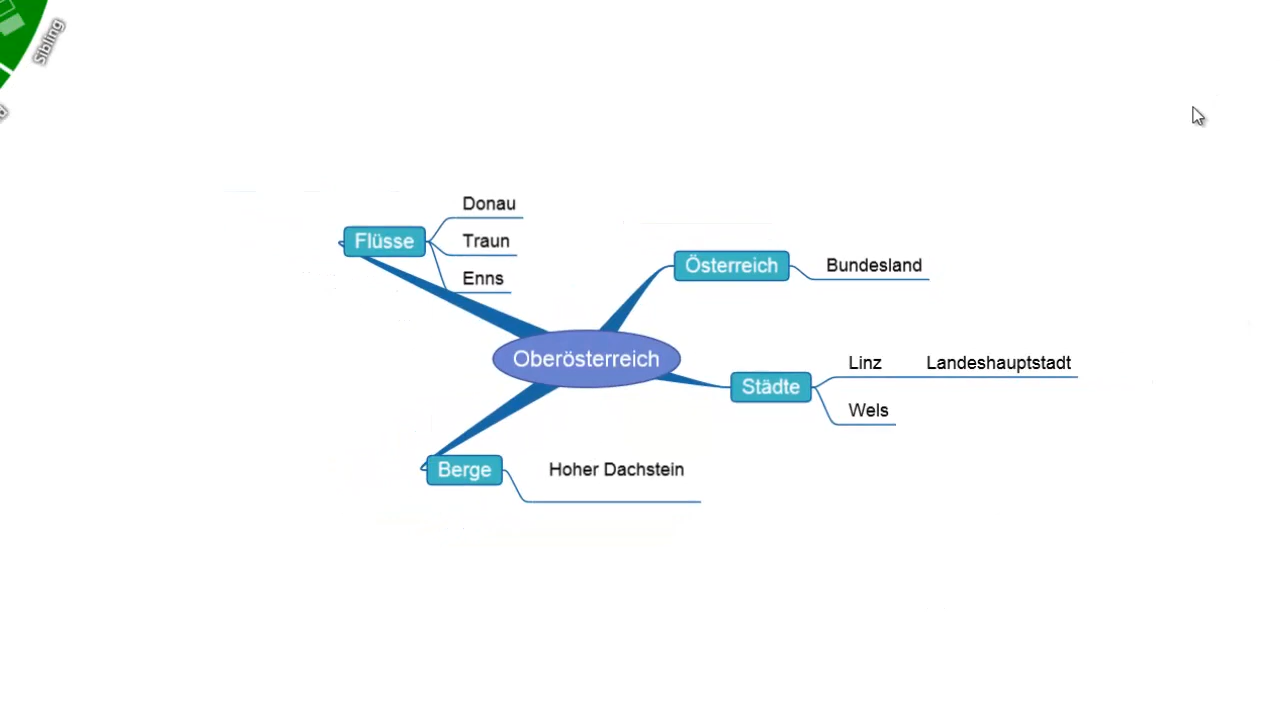 Sibling
Donau
Flüsse
Traun
Enns
Österreich
Bundesland
Oberösterreich
Linz
Landeshauptstadt
Städte
Wels
Berge
Hoher Dachstein